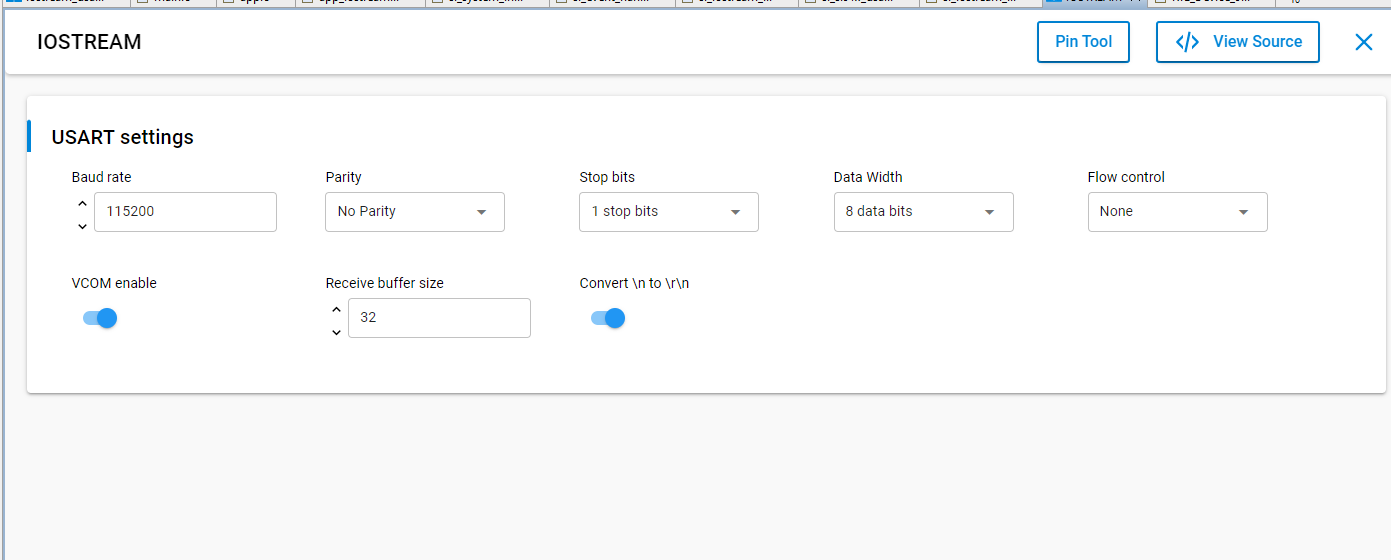 IOSTREAM
Pin Tool
</> View Source
USART settings
Baud rate
Parity
Stop bits
Data Width
Flow control
115200
No Parity
1 stop bits
8 data bits
None
VCOM enable
Receive buffer size
Convert \n to \r\n
32